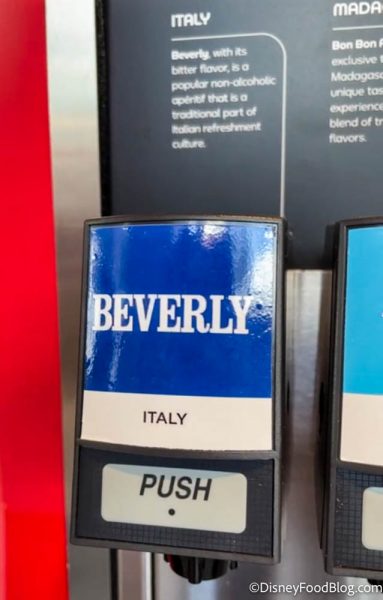 ITALY
Beverly, with its
bitter flavor, is a
popular non-alcoholic
apéritif that is a
traditional part of
Italian refreshment
culture.
MADA
Bon Bon
exclusive
Madagasc
unique tas
experience
blend of tr
flavors.
BEVERLY
ITALY
PUSH
©DisneyFoodBlog.com